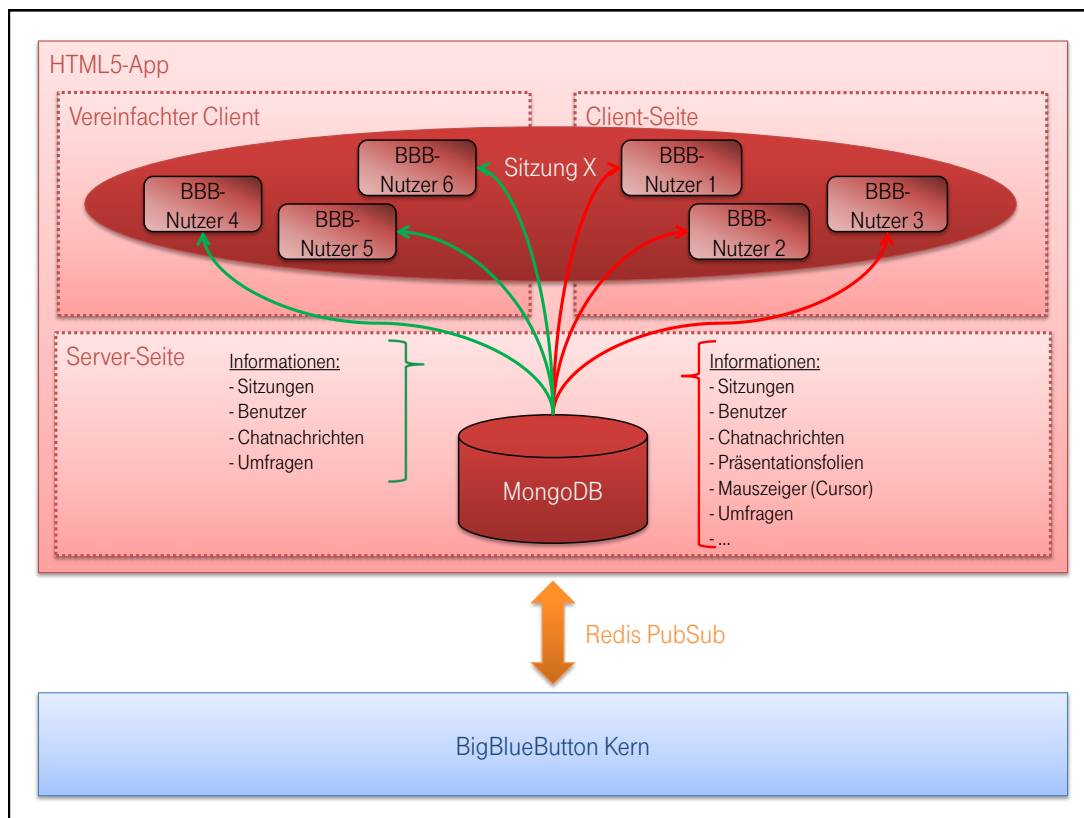 HTML5-App
Vereinfachter Client
Client-Seite
Sitzung X
BBB-
Nutzer 4
BBB-
Nutzer 5
BBB-
Nutzer 6
BBB-
Nutzer 1
BBB-
Nutzer 2
BBB-
Nutzer 3
Server-Seite
Informationen:
- Sitzungen
- Benutzer
- Chatnachrichten
- Umfragen
MongoDB
Informationen:
- Sitzungen
- Benutzer
- Chatnachrichten
- Präsentationsfolien
- Mauszeiger (Cursor)
- Umfragen
- ...
Redis PubSub
BigBlueButton Kern